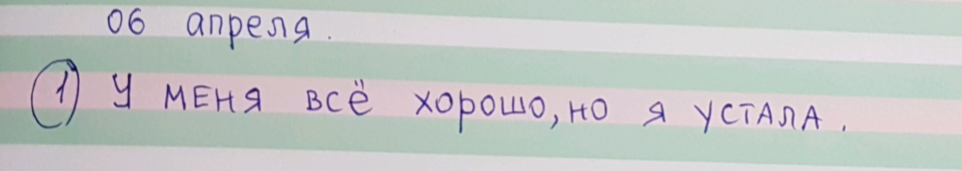 06 апреля.
1) У МЕНЯ всё хорошо, но я УСТАЛА.